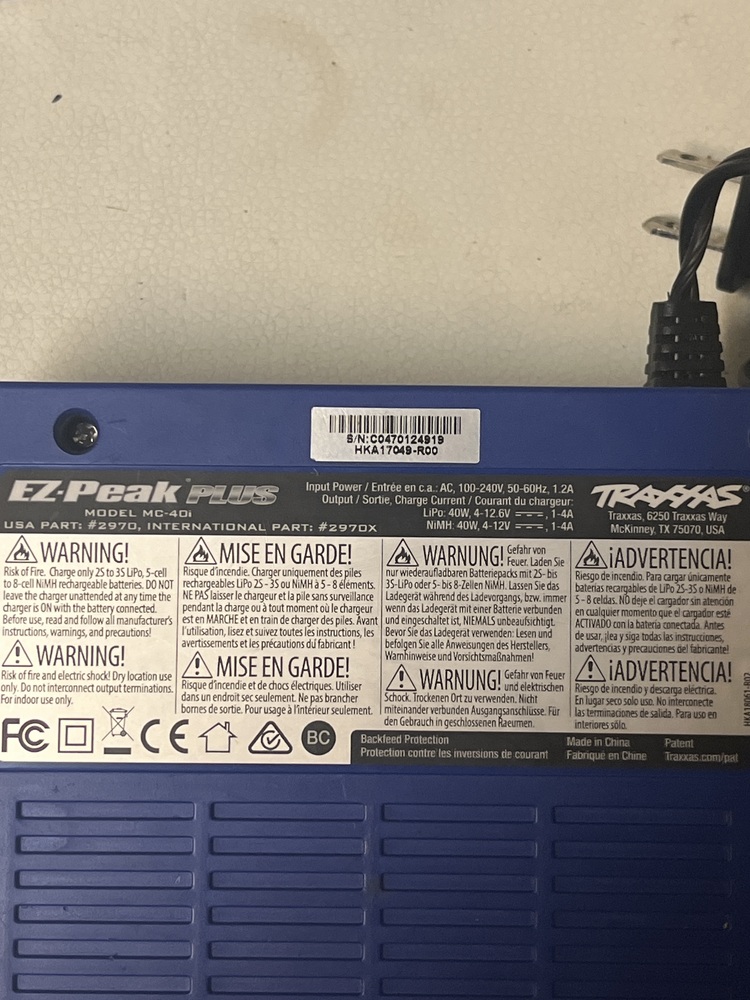 S/N:C0470124919
HKA17049-R00
EZ-Peak PLUS
MODEL MC-40i
USA PART: #2970, INTERNATIONAL PART: #2970X
Input Power / Entrée en c.a.: AC, 100-240V, 50-60Hz, 1.2A
Output / Sortie, Charge Current / Courant du chargeur:
LiPo: 40W, 4-12.6V ⎓, 1-4A
NiMH: 40W, 4-12V ⎓, 1-4A
TRAXXAS®
Traxxas, 6250 Traxxas Way
McKinney, TX 75070, USA
WARNING!
Risk of Fire. Charge only 2S to 3S LiPo, 5-cell
to 8-cell NiMH rechargeable batteries. DO NOT
leave the charger unattended at any time the
charger is ON with the battery connected.
Before use, read and follow all manufacturer's
instructions, warnings, and precautions!
WARNING!
Risk of fire and electric shock! Dry location use
only. Do not interconnect output terminations.
For indoor use only.
MISE EN GARDE!
Risque d'incendie. Charger uniquement des piles
rechargeables LiPo 2S - 3S ou NiMH à 5 - 8 éléments.
NE PAS laisser le chargeur et la pile sans surveillance
pendant la charge ou à tout moment où le chargeur
est en MARCHE et en train de charger des piles. Avant
l'utilisation, lisez et suivez toutes les instructions, les
avertissements et les précautions du fabricant !
MISE EN GARDE!
Risque d'incendie et de chocs électriques. Utiliser
dans un endroit sec seulement. Ne pas brancher
bornes de sortie. Pour usage à l'intérieur seulement.
WARNUNG! Gefahr von
Feuer. Laden Sie
nur wiederaufladbaren Batteriepacks mit 2S- bis
3S-LiPo oder 5- bis 8-Zellen NiMH. Lassen Sie das
Ladegerät während des Ladevorgangs, bzw. immer
wenn das Ladegerät mit einer Batterie verbunden
und eingeschaltet ist, NIEMALS unbeaufsichtigt.
Bevor Sie das Ladegerät verwenden: Lesen und
befolgen Sie alle Anweisungen des Herstellers,
Warnhinweise und Vorsichtsmaßnahmen!
WARNUNG! Gefahr von Feuer
und elektrischen
Schock. Trockenen Ort zu verwenden. Nicht
miteinander verbunden Ausgangsanschlüsse. Für
den Gebrauch in geschlossenen Raeumen.
¡ADVERTENCIA!
Riesgo de incendio. Para cargar únicamente
baterías recargables de LiPo 2S-3S o NiMH de
5 - 8 celdas. NO deje el cargador sin atención
en cualquier momento que el cargador esté
ACTIVADO con la batería conectada. Antes
de usar, ¡lea y siga todas las instrucciones,
advertencias y precauciones del fabricante!
¡ADVERTENCIA!
Riesgo de incendio y descarga eléctrica.
En lugar seco solo uso. No interconecte
las terminaciones de salida. Para uso en
interiores sólo.
FC CE BC
Backfeed Protection
Protection contre les inversions de courant
Made in China
Fabriqué en Chine
Patent
Traxxas.com/pat